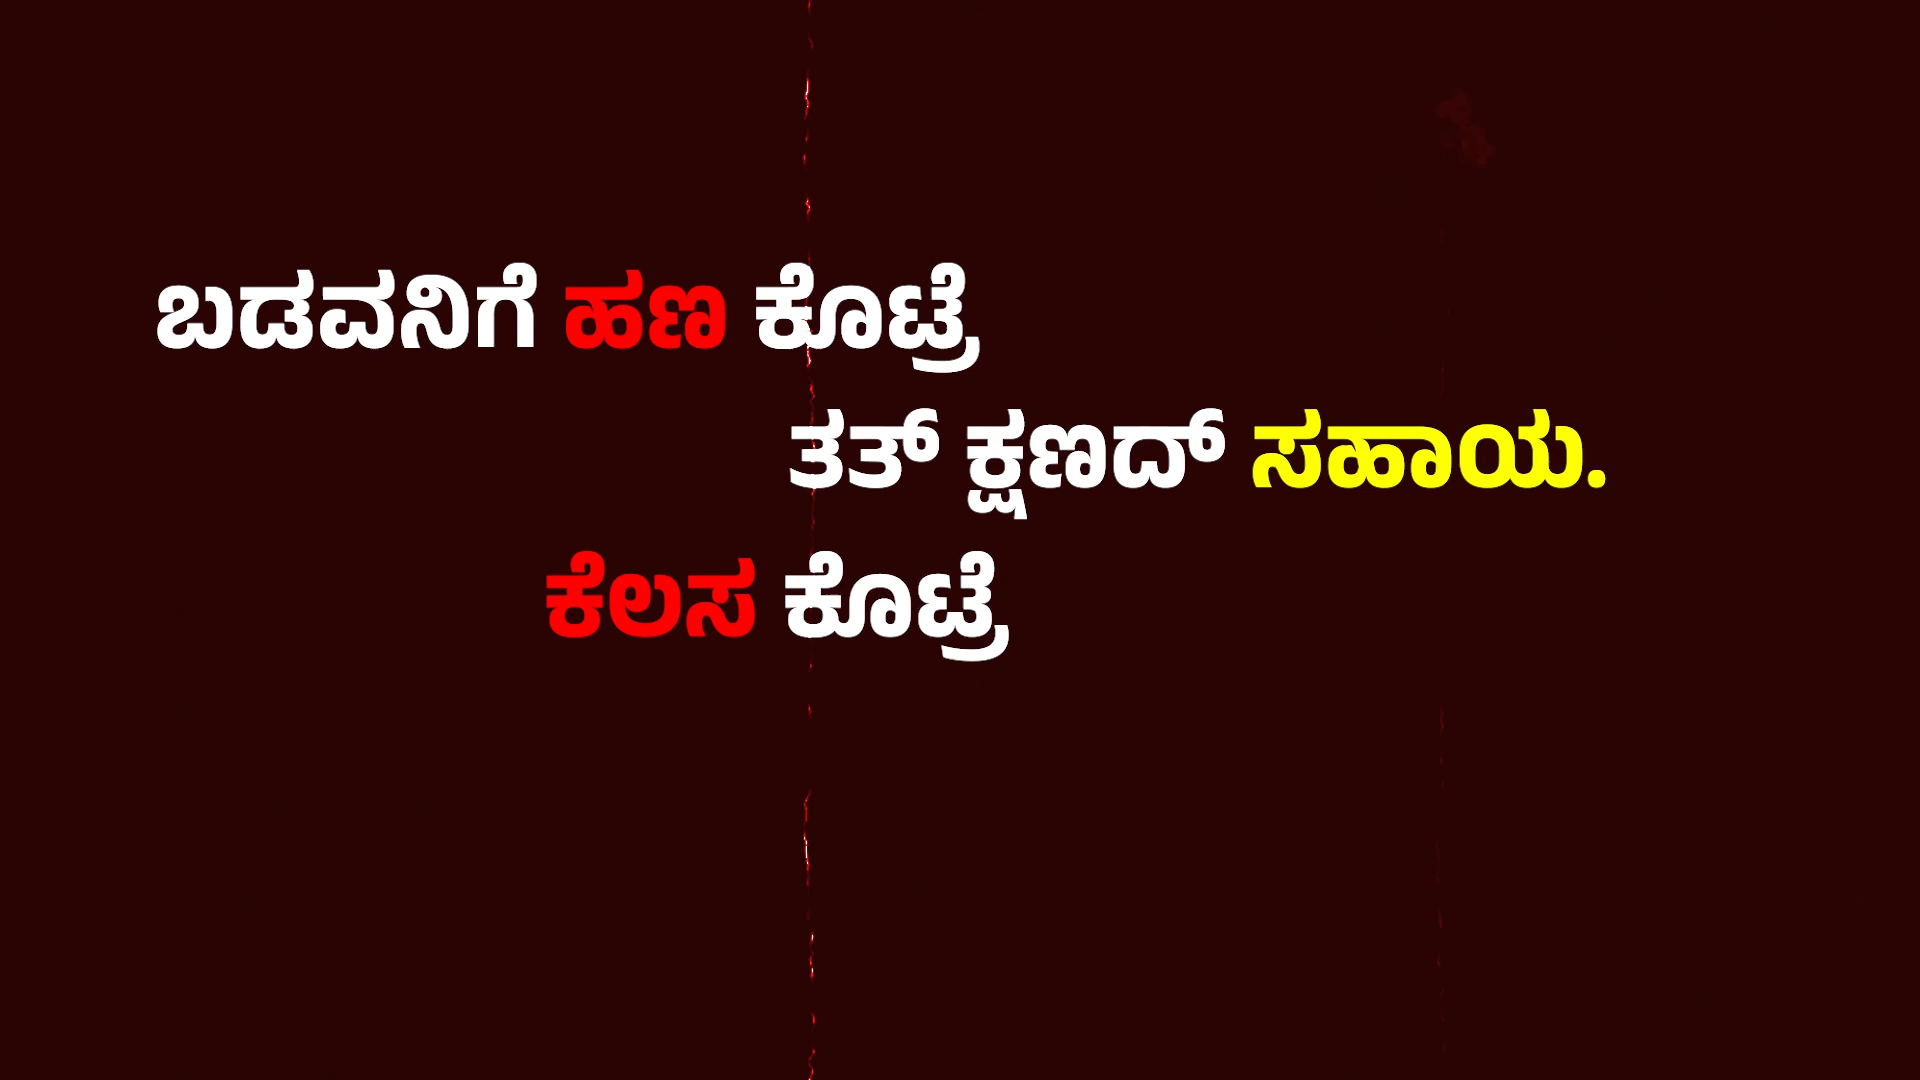 ಬಡವನಿಗೆ ಹಣ ಕೊಟ್ರೆ
ತತ್ ಕ್ಷಣದ್ ಸಹಾಯ.
ಕೆಲಸ ಕೊಟ್ರೆ